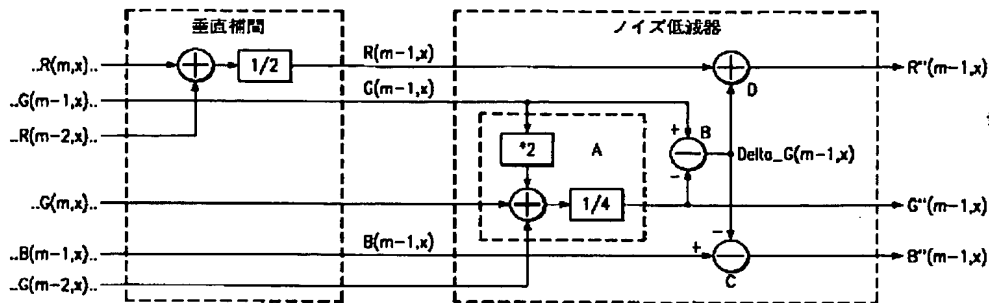 垂直補間
ノイズ低減器
..R(m,x)..
1/2
R(m-1,x)
D
R''(m-1,x)
..G(m-1,x)..
G(m-1,x)
..R(m-2,x)..
*2
A
+
B
-
Delta_G(m-1,x)
..G(m,x)..
1/4
G''(m-1,x)
..B(m-1,x)..
B(m-1,x)
+
-
C
B''(m-1,x)
..G(m-2,x)..